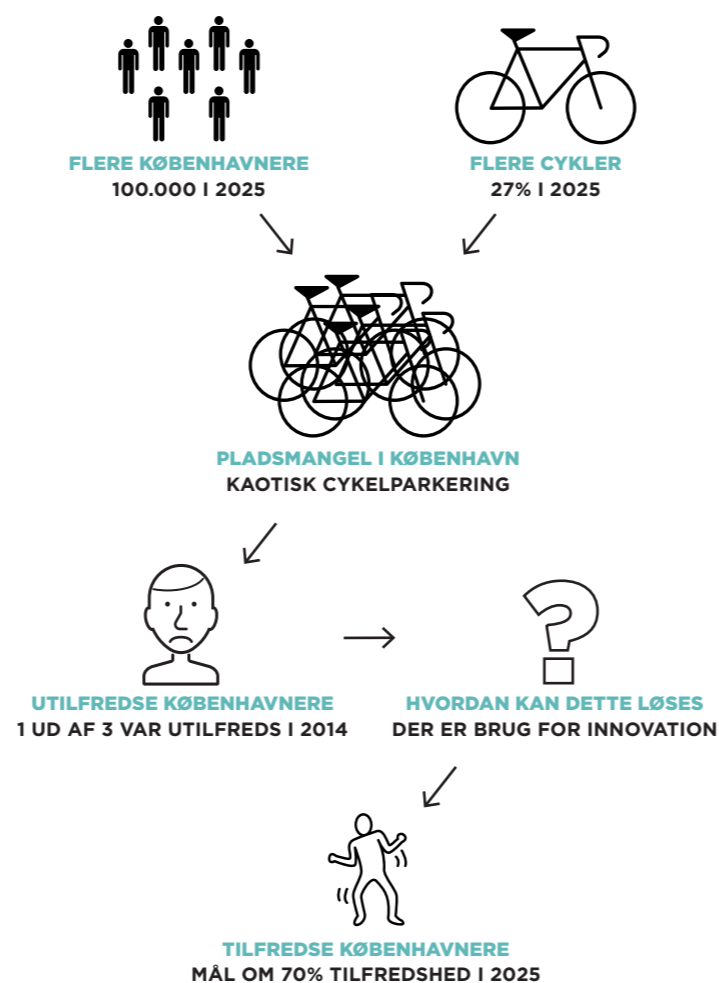 FLERE KØBENHAVNERE
100.000 I 2025
FLERE CYKLER
27% I 2025
PLADSMANGEL I KØBENHAVN
KAOTISK CYKELPARKERING
UTILFREDSE KØBENHAVNERE
1 UD AF 3 VAR UTILFREDS I 2014
HVORDAN KAN DETTE LØSES
DER ER BRUG FOR INNOVATION
TILFREDSE KØBENHAVNERE
MÅL OM 70% TILFREDSHED I 2025